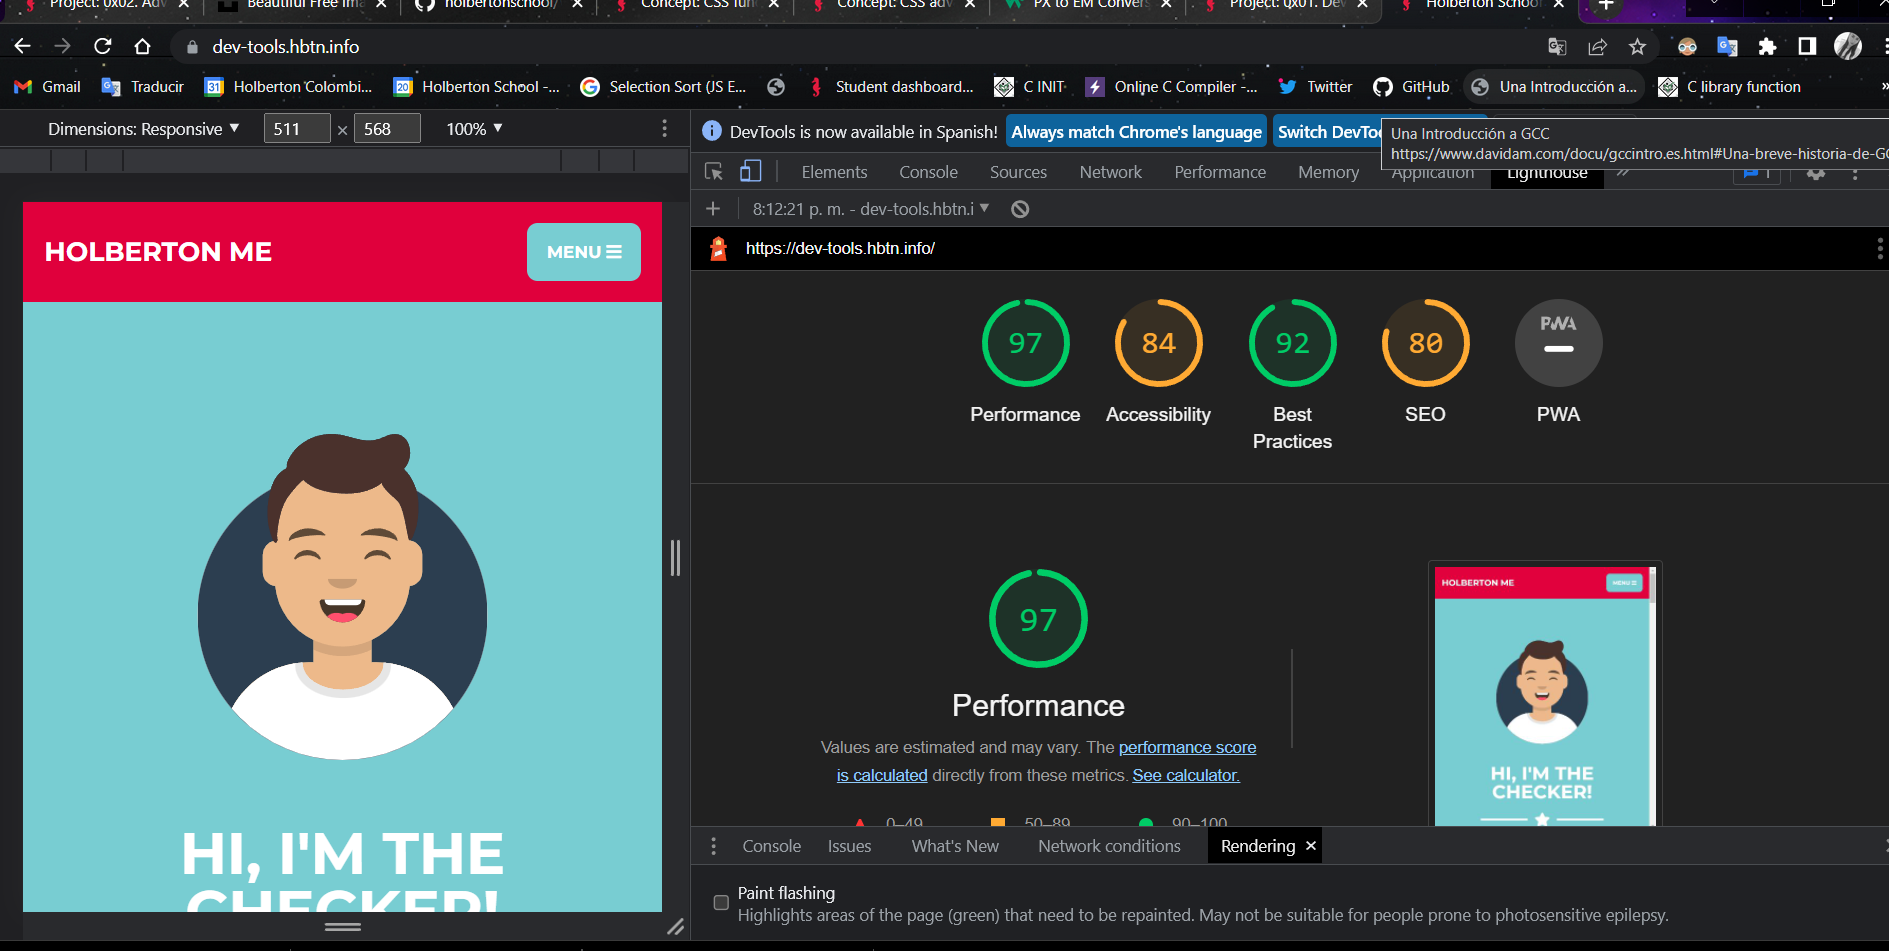 Project: 0x02. Adv
Beautiful Free Ima
holbertonschool/
Concept: CSS fun
Concept: CSS adv
PX to EM Convers
Project: 0x01. Dev
Holberton School
dev-tools.hbtn.info
Gmail
Traducir
31 Holberton Colombi...
20 Holberton School -...
Selection Sort (JS E...
Student dashboard...
C INIT
Online C Compiler -...
Twitter
GitHub
Una Introducción a...
C library function
Dimensions: Responsive
511 × 568
100%
DevTools is now available in Spanish!
Always match Chrome's language
Switch DevToo
Una Introducción a GCC
https://www.davidam.com/docu/gccintro.es.html#Una-breve-historia-de-GC
Elements
Console
Sources
Network
Performance
Memory
Application
Lighthouse
1
8:12:21 p. m. - dev-tools.hbtn.i
https://dev-tools.hbtn.info/
HOLBERTON ME
MENU
97
84
92
80
PWA
Performance
Accessibility
Best
Practices
SEO
PWA
97
Performance
Values are estimated and may vary. The performance score
is calculated directly from these metrics. See calculator.
0–49
50–89
90–100
HOLBERTON ME
MENU
HI, I'M THE
CHECKER!
HI, I'M THE
CHECKER!
Console
Issues
What's New
Network conditions
Rendering
Paint flashing
Highlights areas of the page (green) that need to be repainted. May not be suitable for people prone to photosensitive epilepsy.